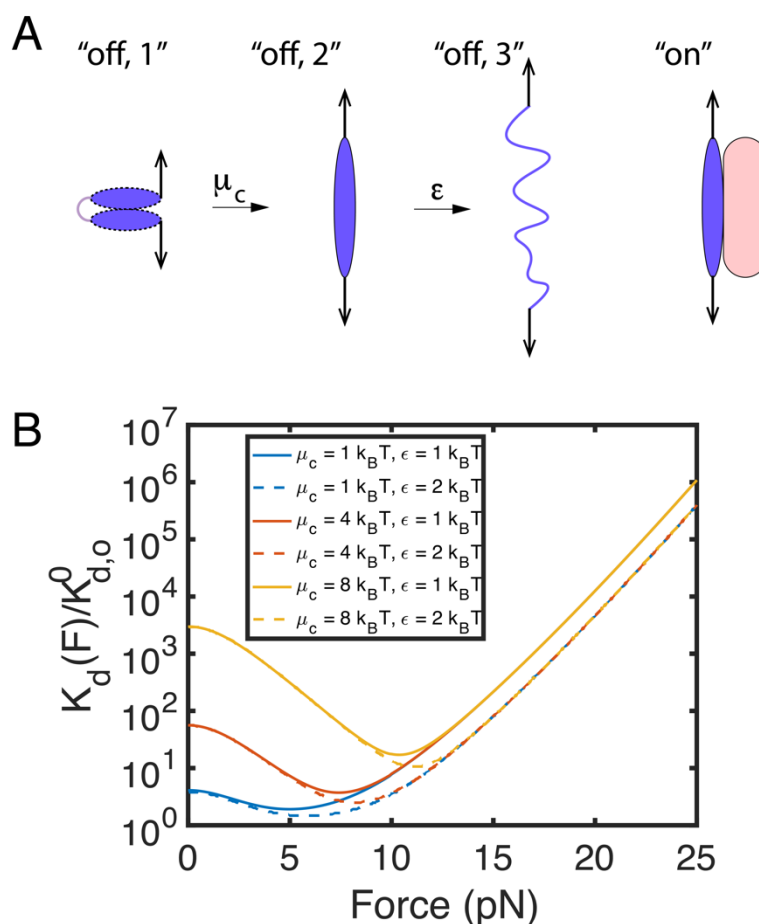 A
“off, 1” “off, 2” “off, 3” “on”
μc ε
B
μc = 1 kBT, ϵ = 1 kBT
μc = 1 kBT, ϵ = 2 kBT
μc = 4 kBT, ϵ = 1 kBT
μc = 4 kBT, ϵ = 2 kBT
μc = 8 kBT, ϵ = 1 kBT
μc = 8 kBT, ϵ = 2 kBT
Kd(F)/K⁰d,o
10⁷
10⁶
10⁵
10⁴
10³
10²
10¹
10⁰
0 5 10 15 20 25
Force (pN)